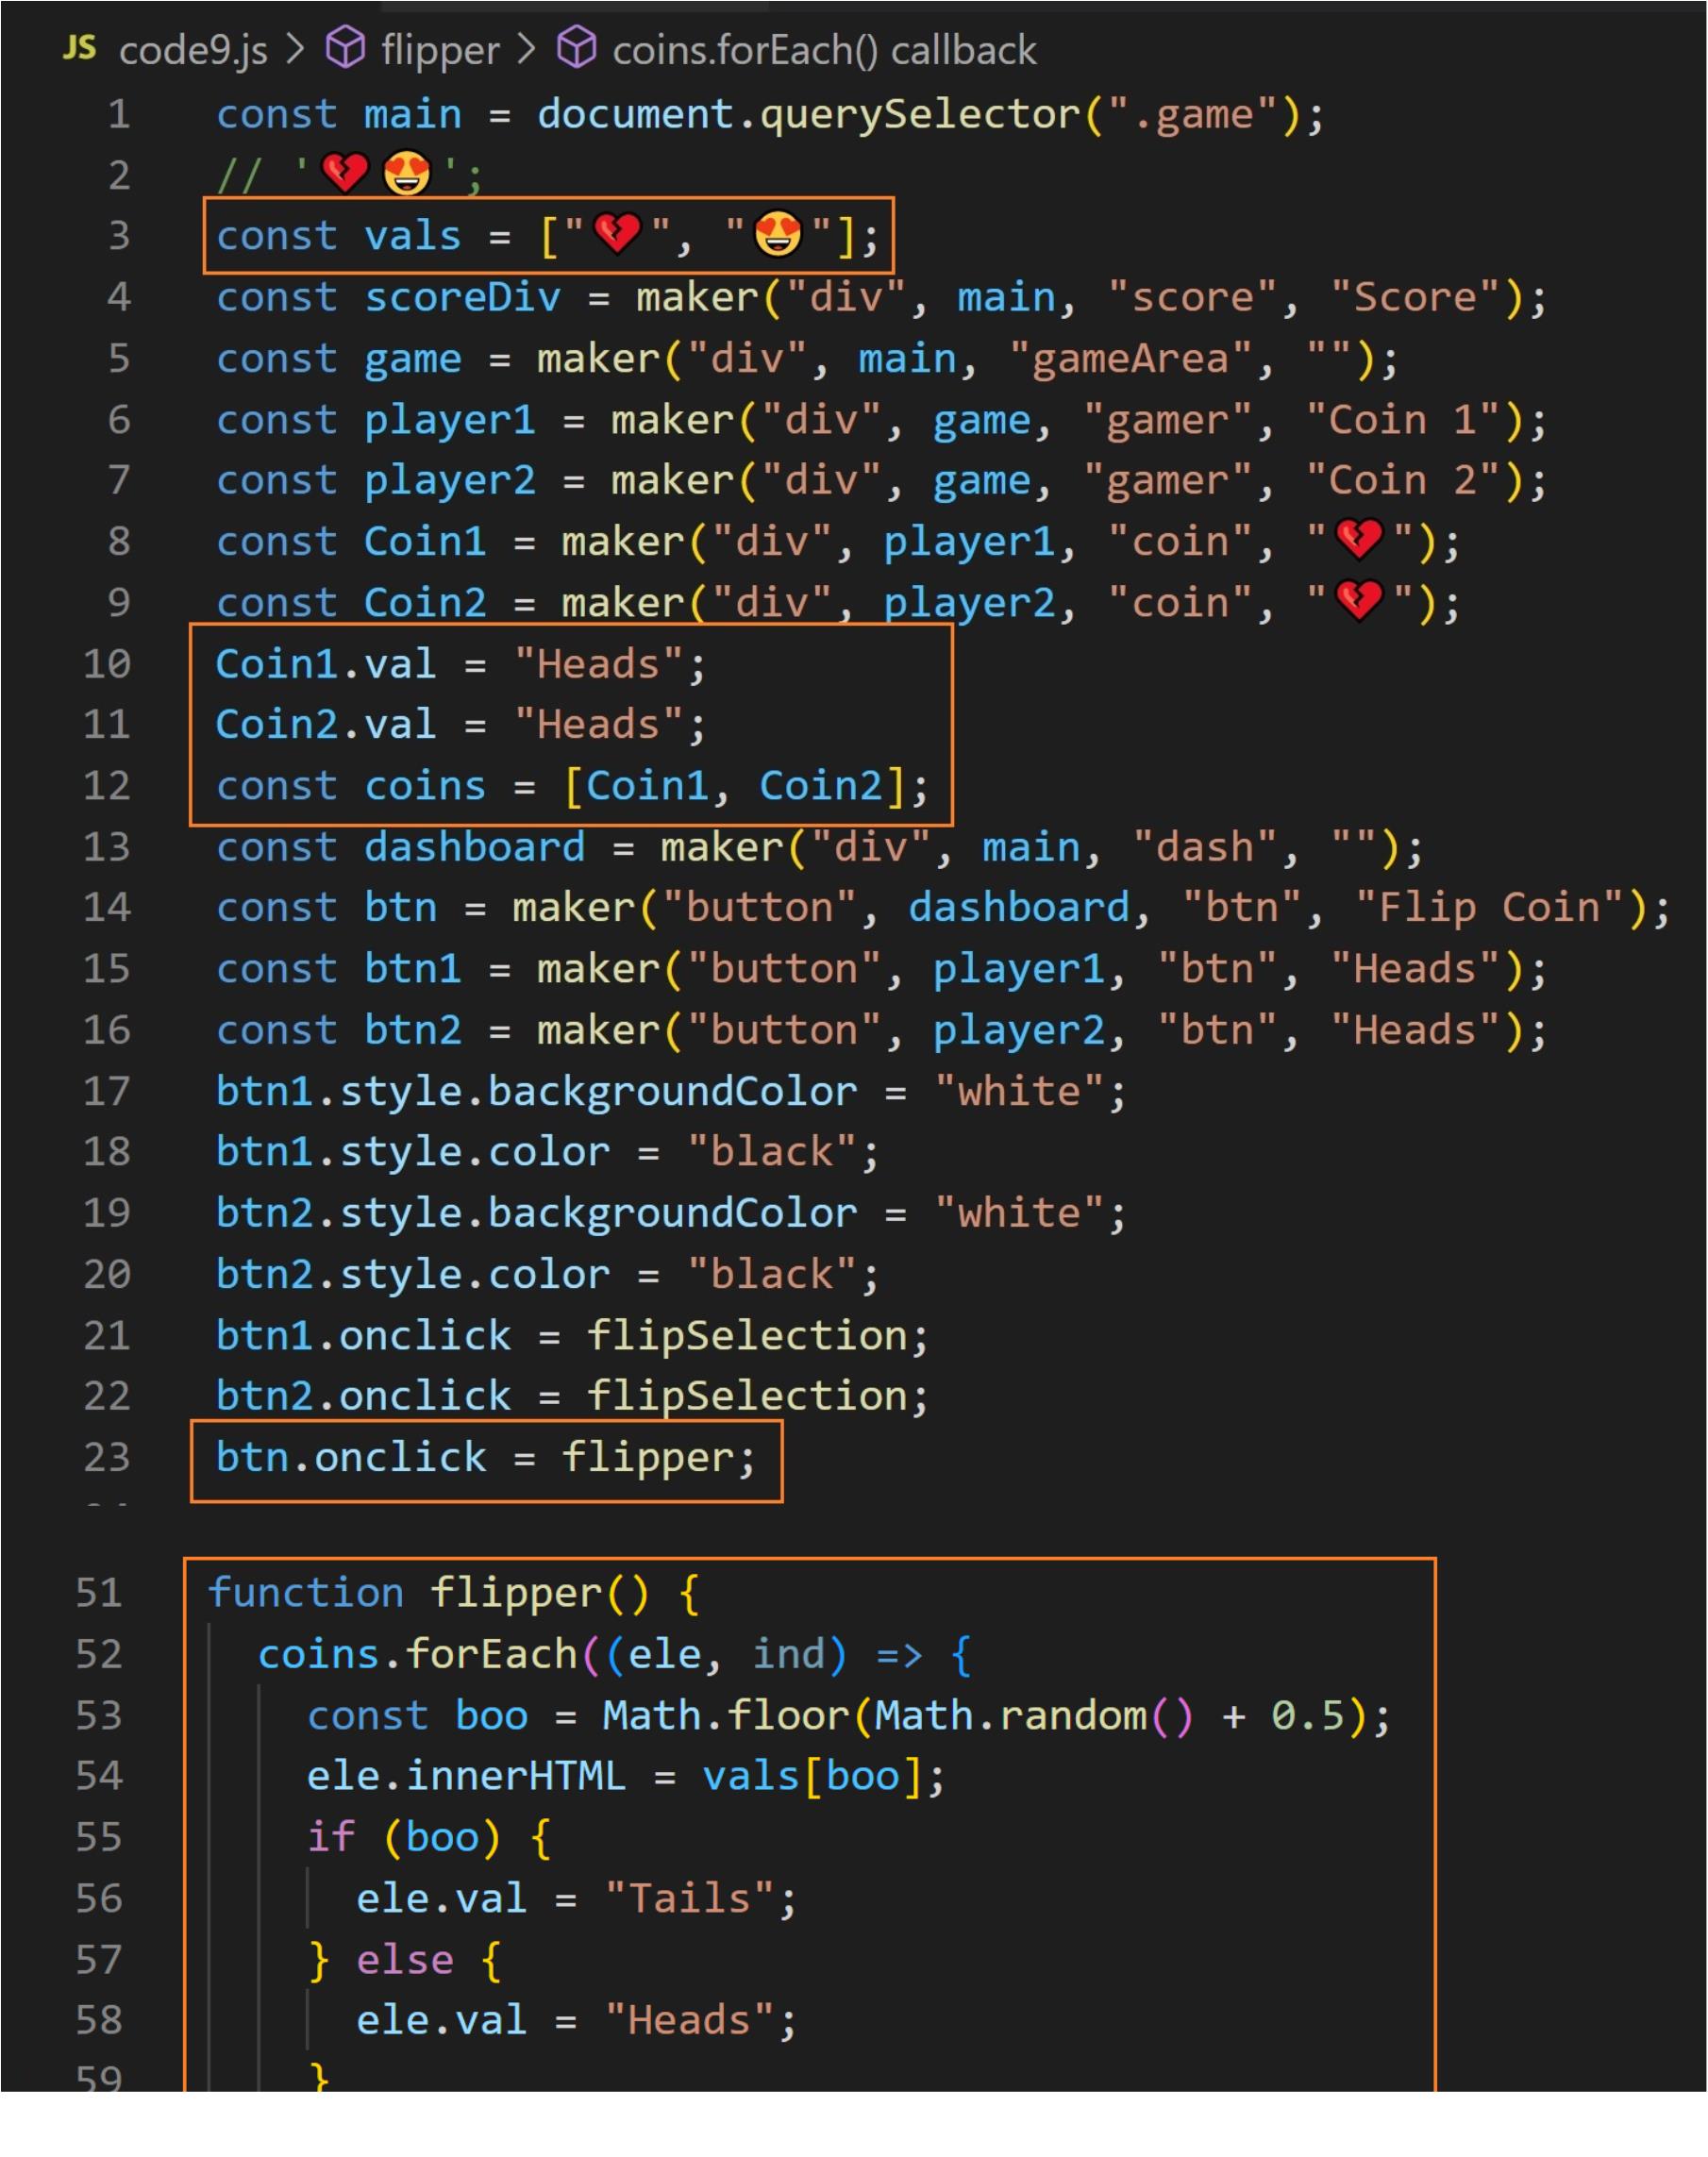 JS code9.js > flipper > coins.forEach() callback
1 const main = document.querySelector(".game");
2 // '💔😍';
3 const vals = ["💔", "😍"];
4 const scoreDiv = maker("div", main, "score", "Score");
5 const game = maker("div", main, "gameArea", "");
6 const player1 = maker("div", game, "gamer", "Coin 1");
7 const player2 = maker("div", game, "gamer", "Coin 2");
8 const Coin1 = maker("div", player1, "coin", "💔");
9 const Coin2 = maker("div", player2, "coin", "💔");
10 Coin1.val = "Heads";
11 Coin2.val = "Heads";
12 const coins = [Coin1, Coin2];
13 const dashboard = maker("div", main, "dash", "");
14 const btn = maker("button", dashboard, "btn", "Flip Coin");
15 const btn1 = maker("button", player1, "btn", "Heads");
16 const btn2 = maker("button", player2, "btn", "Heads");
17 btn1.style.backgroundColor = "white";
18 btn1.style.color = "black";
19 btn2.style.backgroundColor = "white";
20 btn2.style.color = "black";
21 btn1.onclick = flipSelection;
22 btn2.onclick = flipSelection;
23 btn.onclick = flipper;
51 function flipper() {
52 coins.forEach((ele, ind) => {
53 const boo = Math.floor(Math.random() + 0.5);
54 ele.innerHTML = vals[boo];
55 if (boo) {
56 ele.val = "Tails";
57 } else {
58 ele.val = "Heads";
59 }